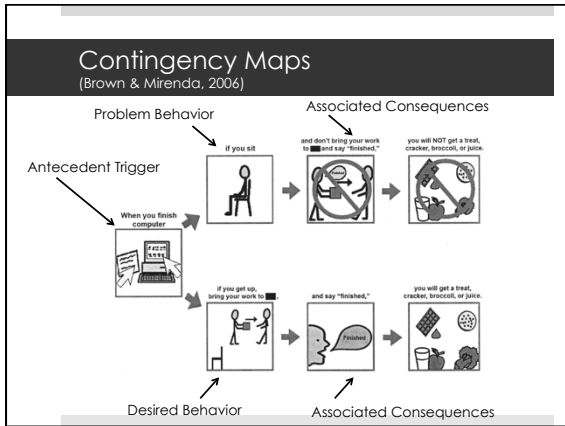 Contingency Maps
(Brown & Mirenda, 2006)
Problem Behavior
Associated Consequences
Antecedent Trigger
if you sit
and don't bring your work
to and say "finished,"
you will NOT get a treat,
cracker, broccoli, or juice.
Finished
When you finish
computer
if you get up,
bring your work to ,
and say "finished,"
you will get a treat,
cracker, broccoli, or juice.
Finished
Desired Behavior
Associated Consequences